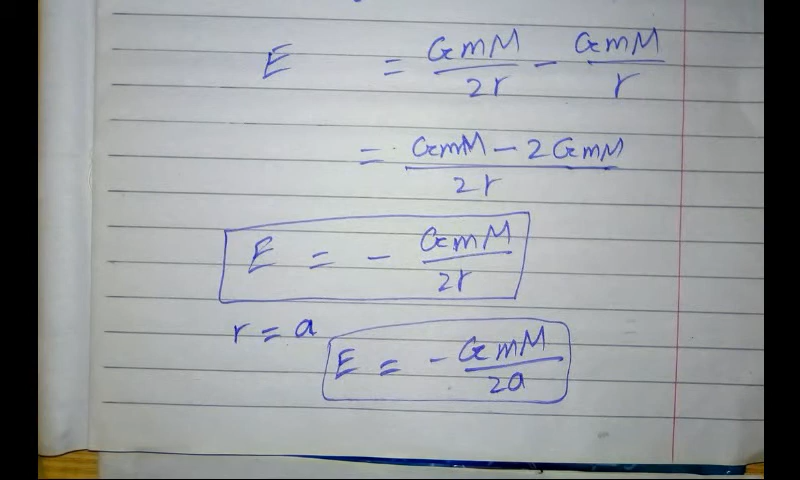 E = GmM/2r - GmM/r
= GmM - 2GmM/2r
E = - GmM/2r
r = a
E = - GmM/2a